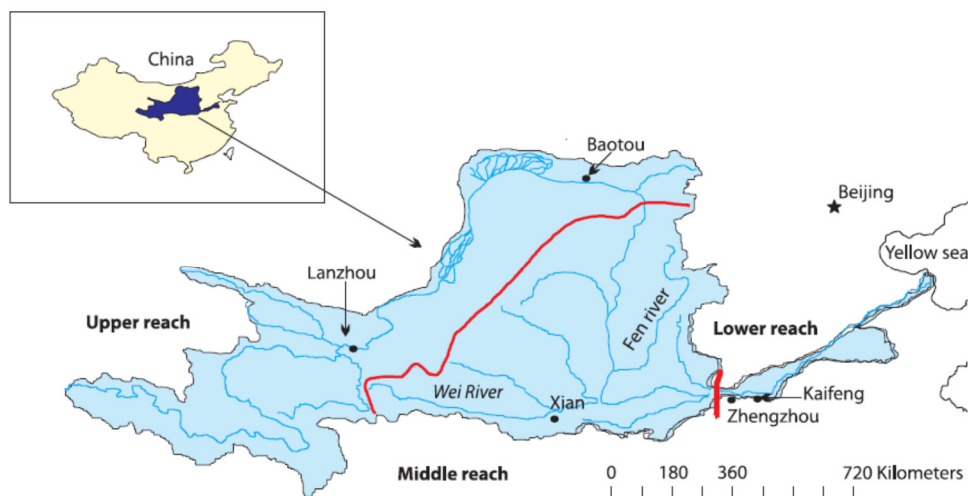 China
Baotou
Beijing
Yellow sea
Lanzhou
Upper reach
Fen river
Lower reach
Wei River
Xian
Kaifeng
Zhengzhou
Middle reach
0 180 360 720 Kilometers